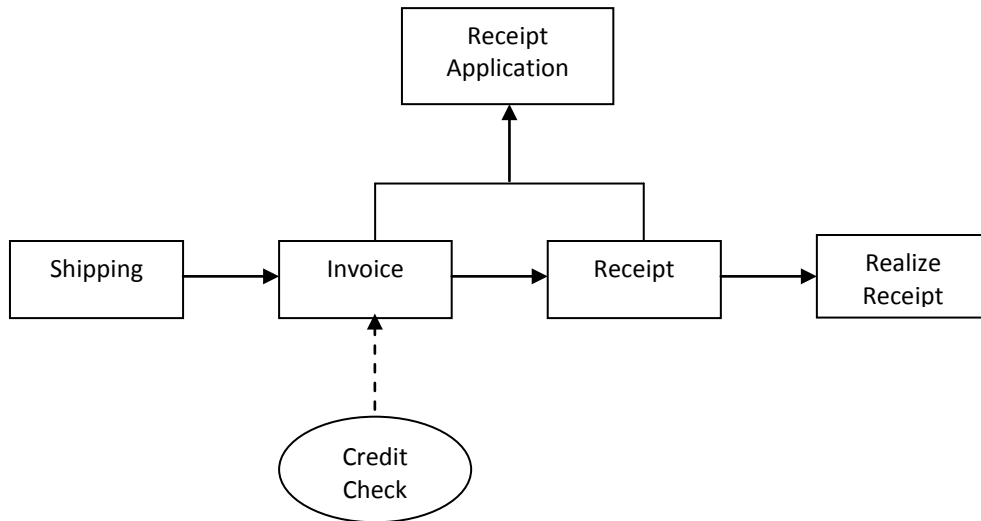 Receipt
Application
Shipping
Invoice
Receipt
Realize
Receipt
Credit
Check